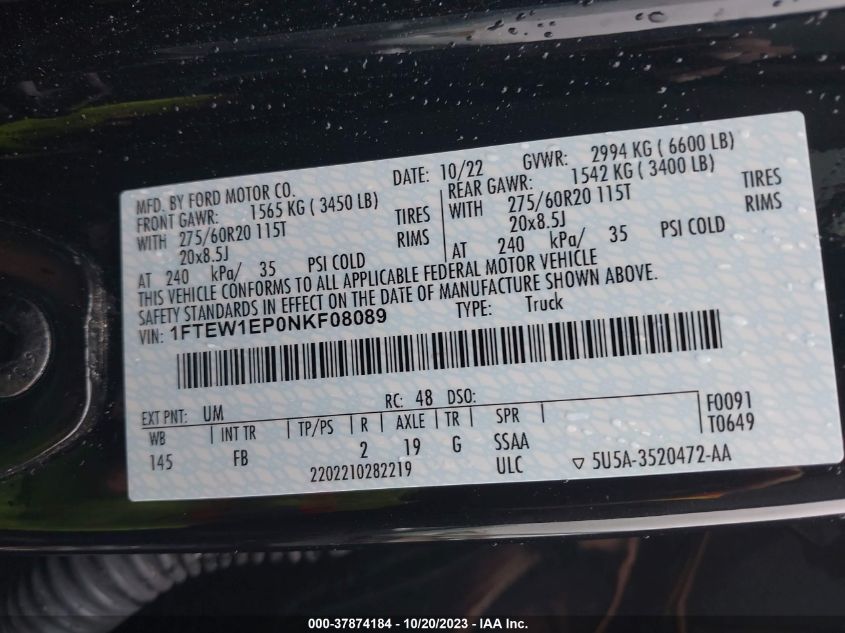 MFD. BY FORD MOTOR CO. DATE: 10/22 GVWR: 2994 KG ( 6600 LB)
FRONT GAWR: 1565 KG ( 3450 LB) REAR GAWR: 1542 KG ( 3400 LB)
WITH 275/60R20 115T TIRES WITH 275/60R20 115T TIRES
20x8.5J RIMS 20x8.5J RIMS
AT 240 kPa/ 35 PSI COLD AT 240 kPa/ 35 PSI COLD
THIS VEHICLE CONFORMS TO ALL APPLICABLE FEDERAL MOTOR VEHICLE
SAFETY STANDARDS IN EFFECT ON THE DATE OF MANUFACTURE SHOWN ABOVE.
VIN: 1FTEW1EP0NKF08089 TYPE: Truck
EXT PNT: UM RC: 48 DSO: F0091
WB INT TR TP/PS R AXLE TR SPR T0649
145 FB 2 19 G SSAA
2202210282219 ULC ▽ 5U5A-3520472-AA
000-37874184 - 10/20/2023 - IAA Inc.